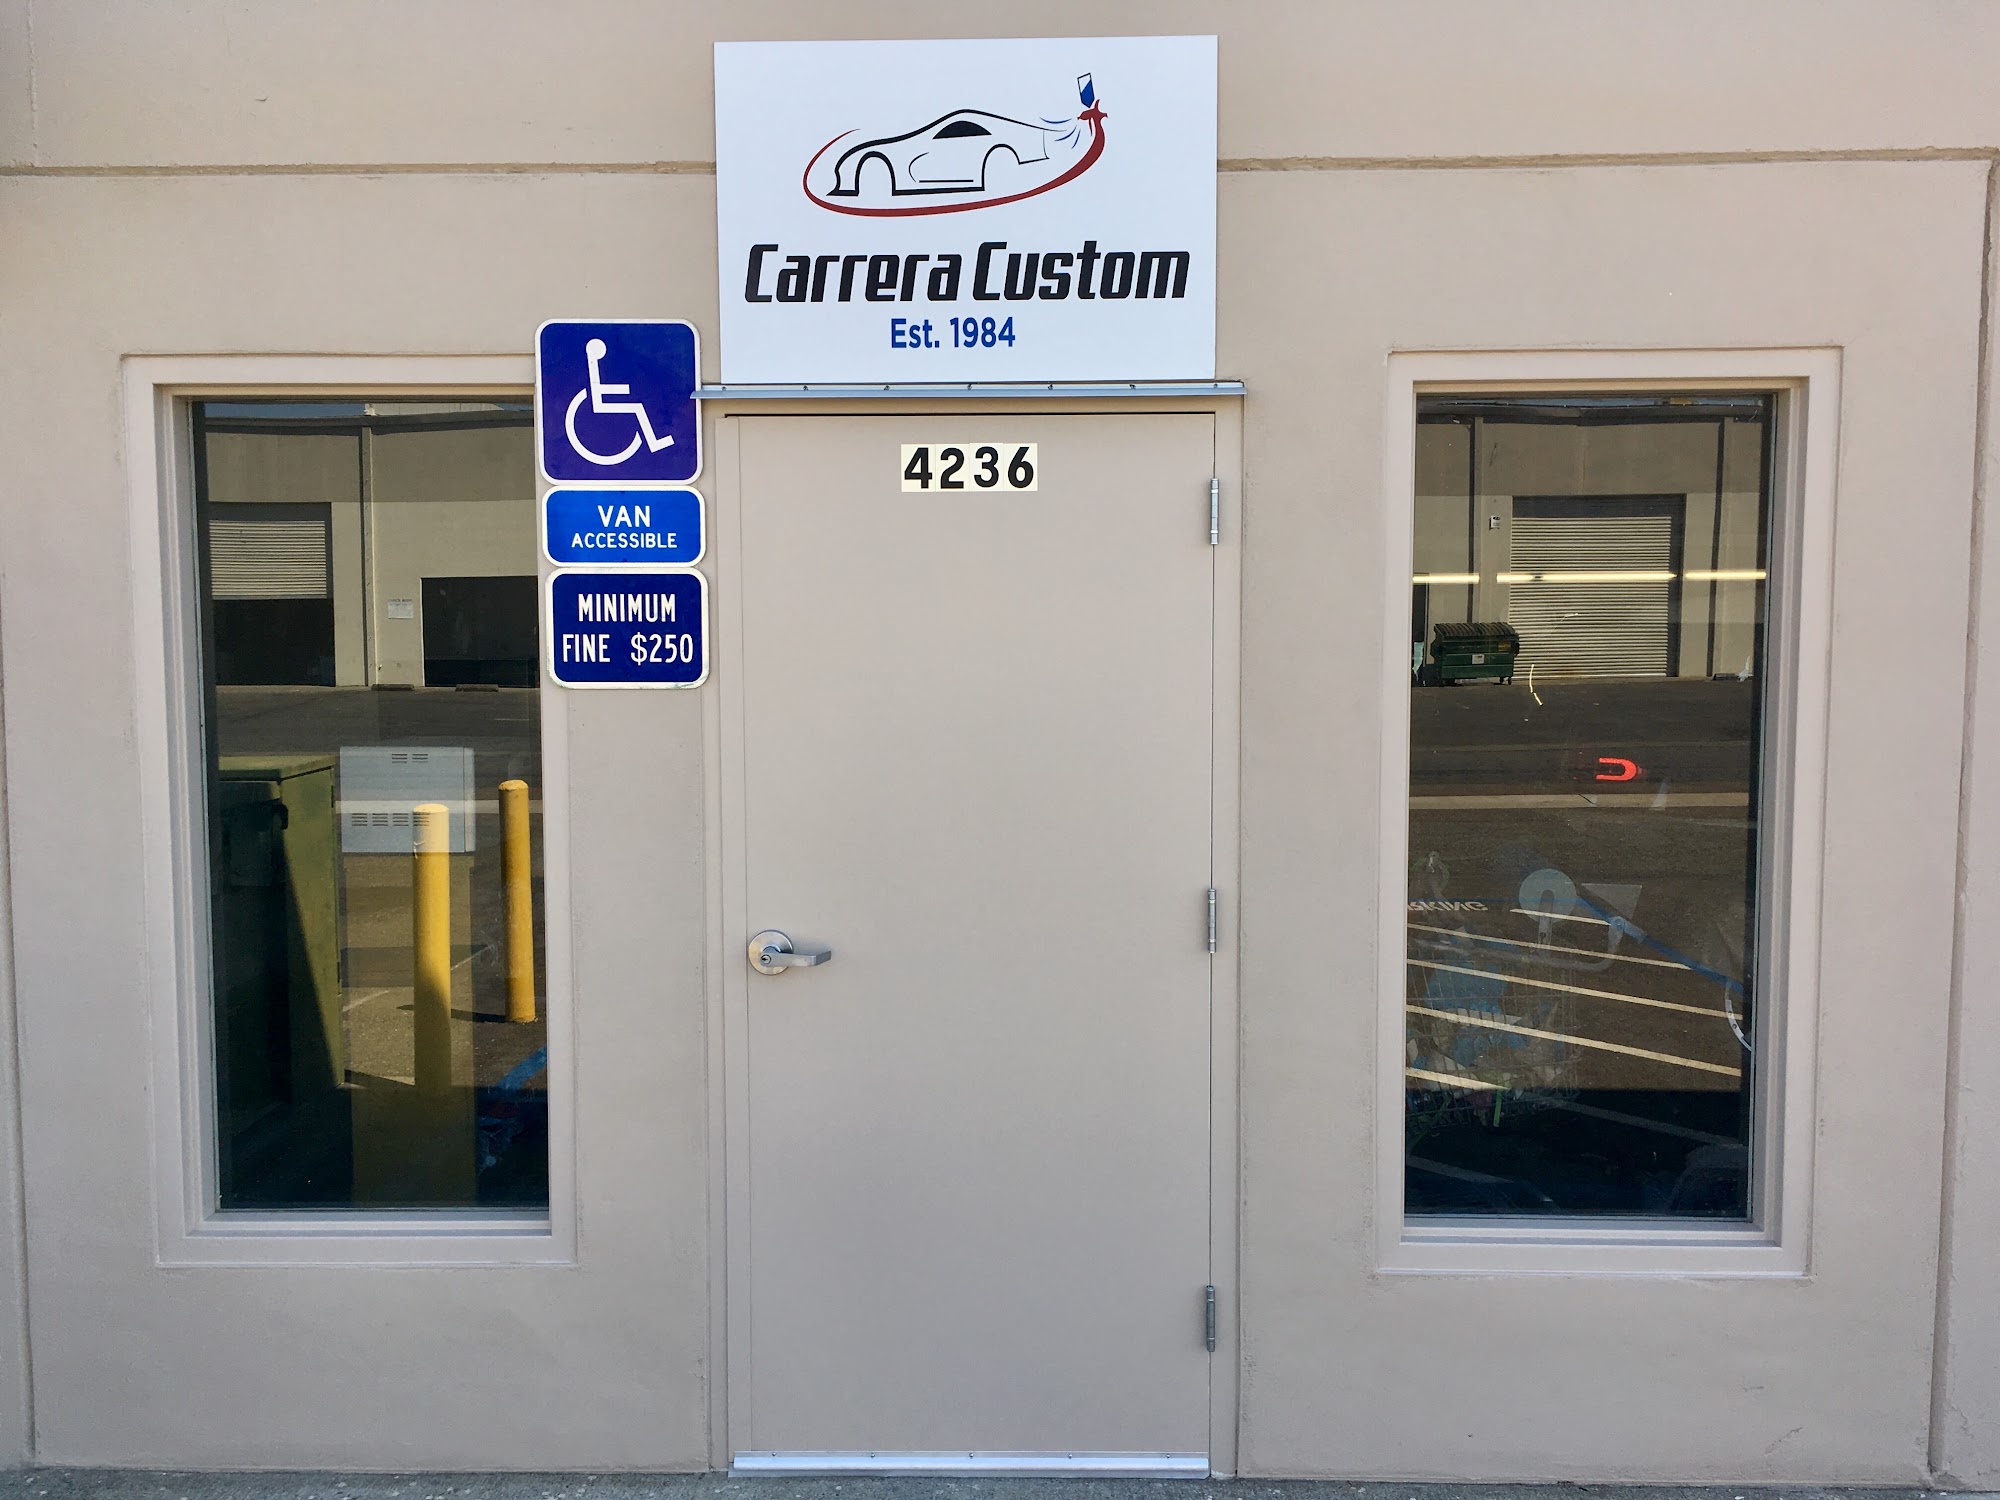 Carrera Custom
Est. 1984
4236
VAN
ACCESSIBLE
MINIMUM
FINE $250